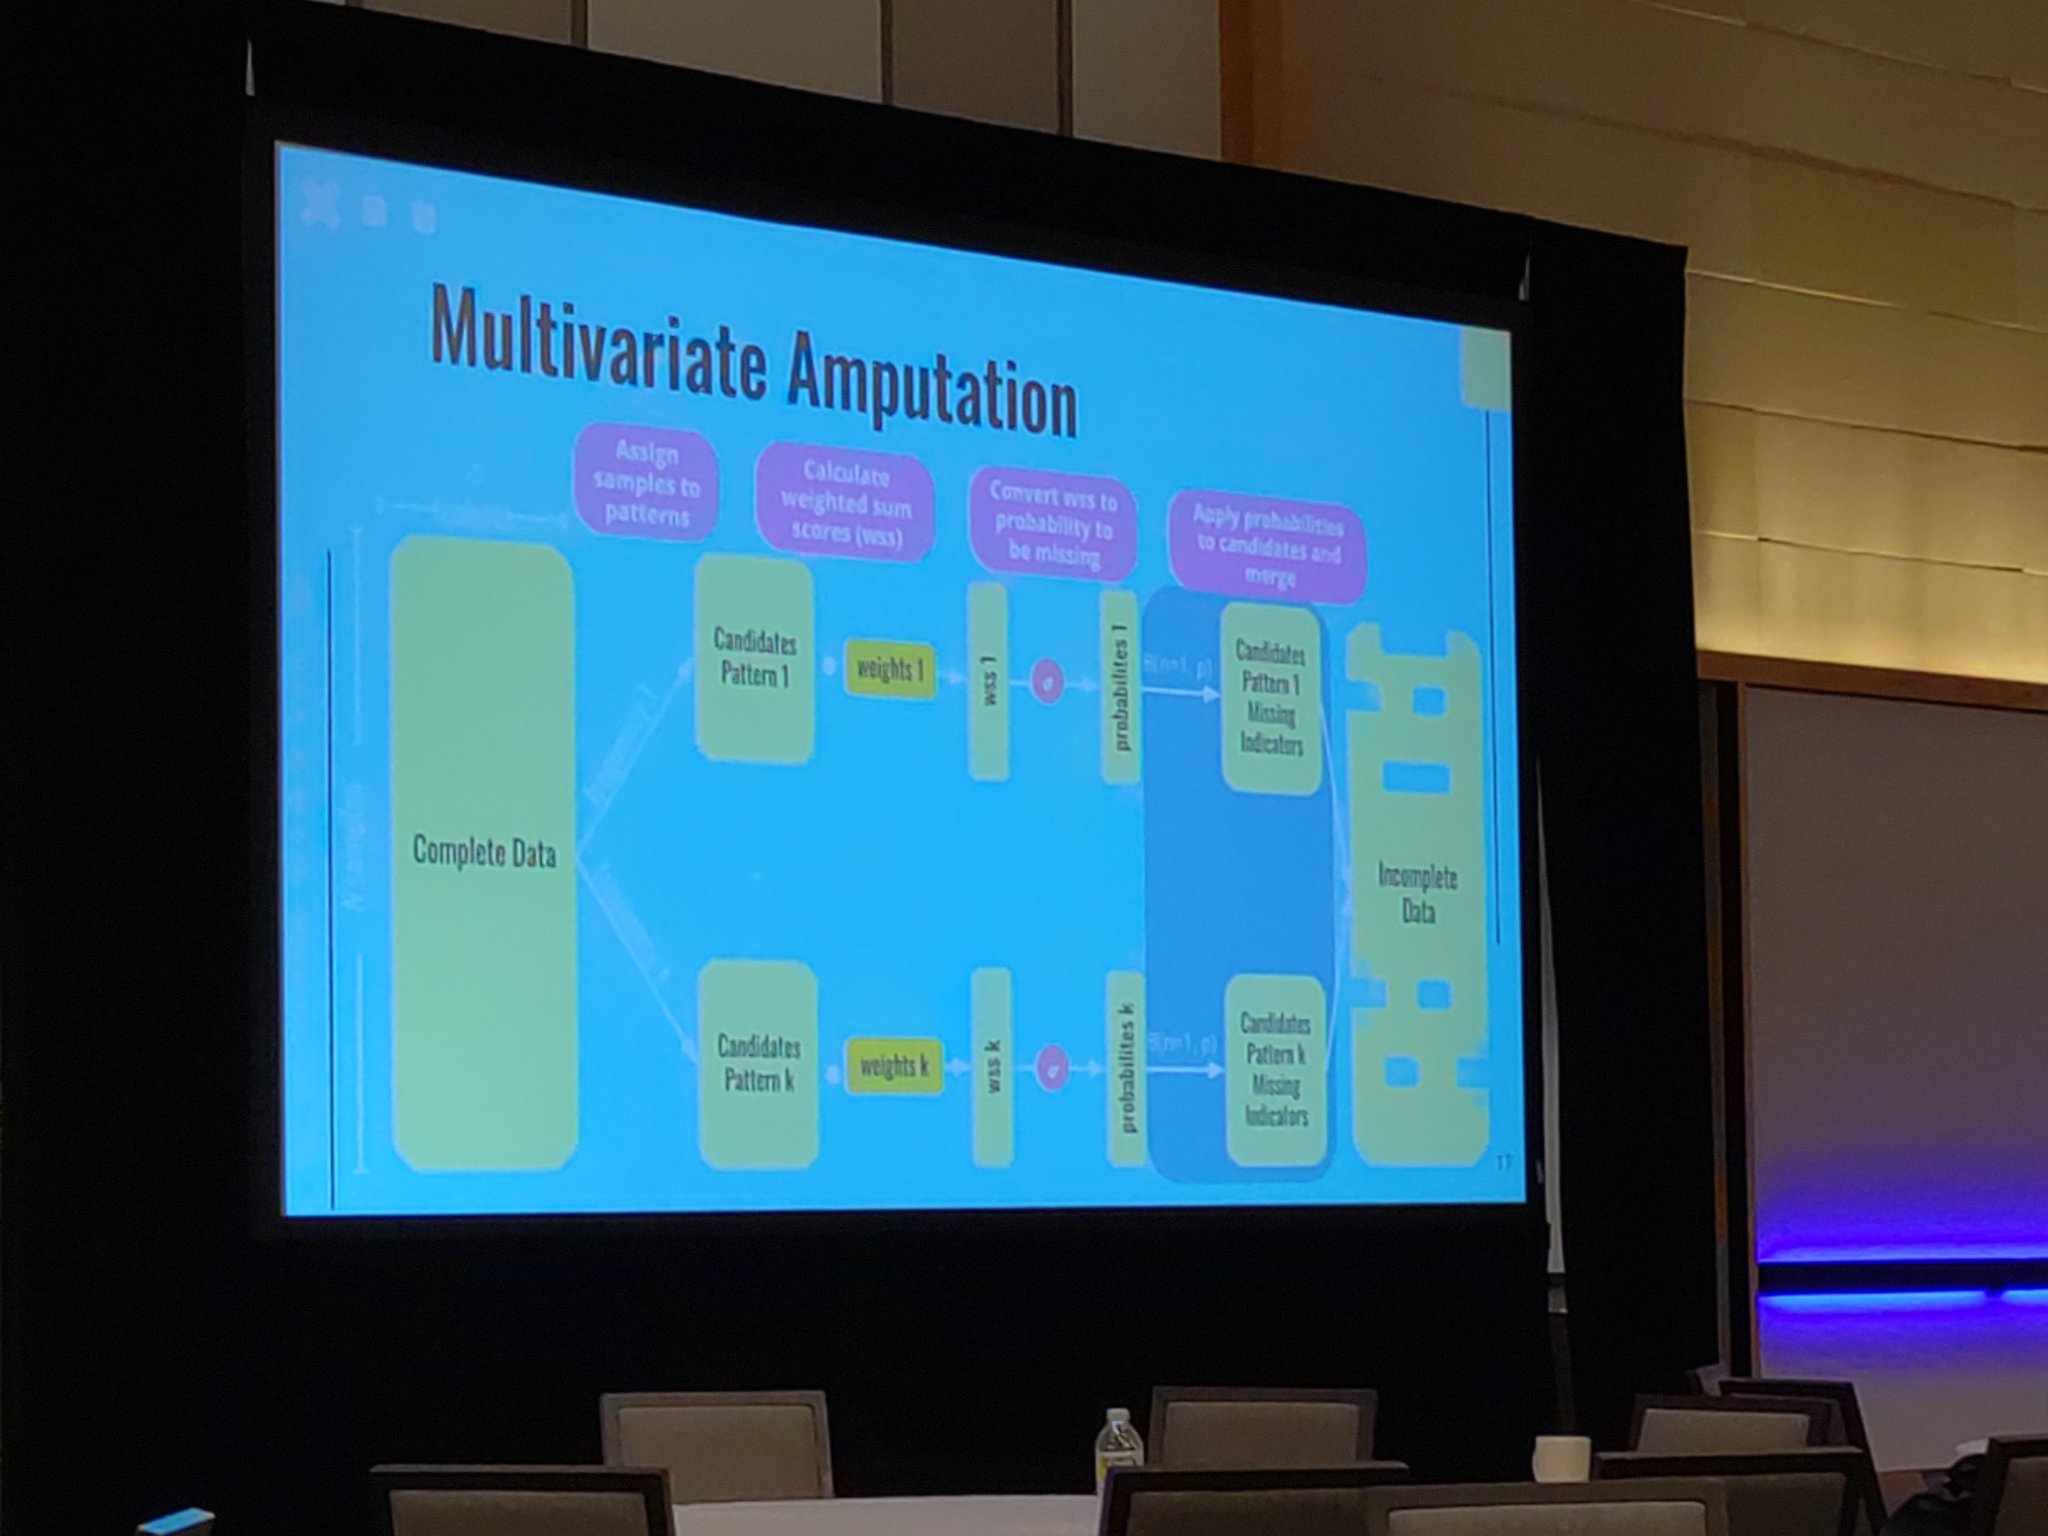 Multivariate Amputation
Assign
samples to
patterns
Calculate
weighted sum
scores (wss)
Convert wss to
probability to
be missing
Apply probabilities
to candidates and
merge
Complete Data
Candidates
Pattern 1
weights 1
wss 1
σ
probabilites 1
B(n=1, p)
Candidates
Pattern 1
Missing
Indicators
Incomplete
Data
Candidates
Pattern k
weights k
wss k
σ
probabilites k
B(n=1, p)
Candidates
Pattern k
Missing
Indicators